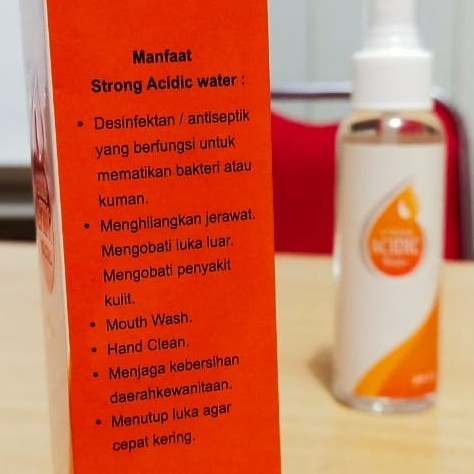 Manfaat
Strong Acidic water :
• Desinfektan / antiseptik
yang berfungsi untuk
mematikan bakteri atau
kuman.
• Menghilangkan jerawat.
Mengobati luka luar.
Mengobati penyakit
kulit.
• Mouth Wash.
• Hand Clean.
• Menjaga kebersihan
daerahkewanitaan.
• Menutup luka agar
cepat kering.
ACIDIC